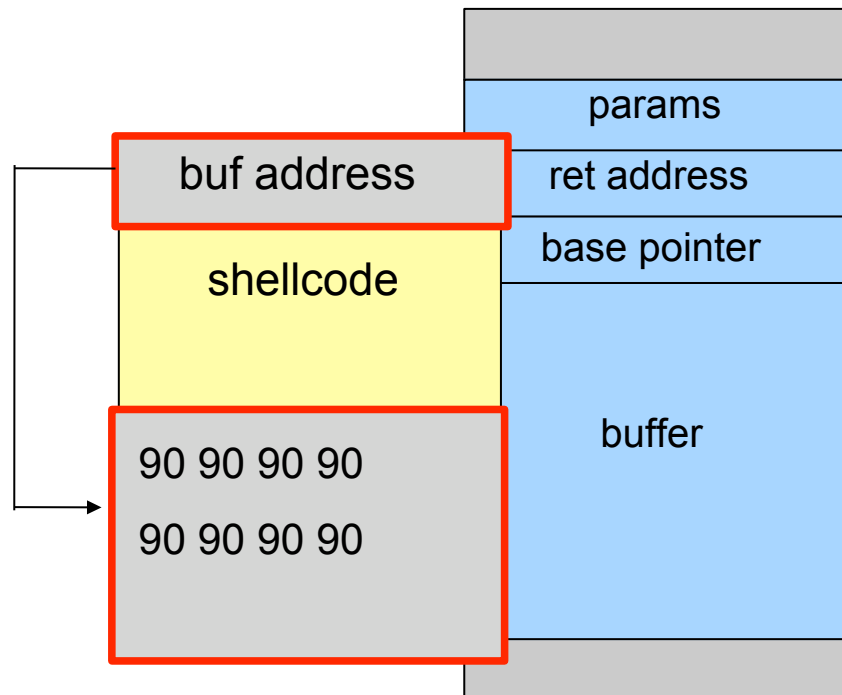 params
buf address
ret address
base pointer
shellcode
buffer
90 90 90 90
90 90 90 90